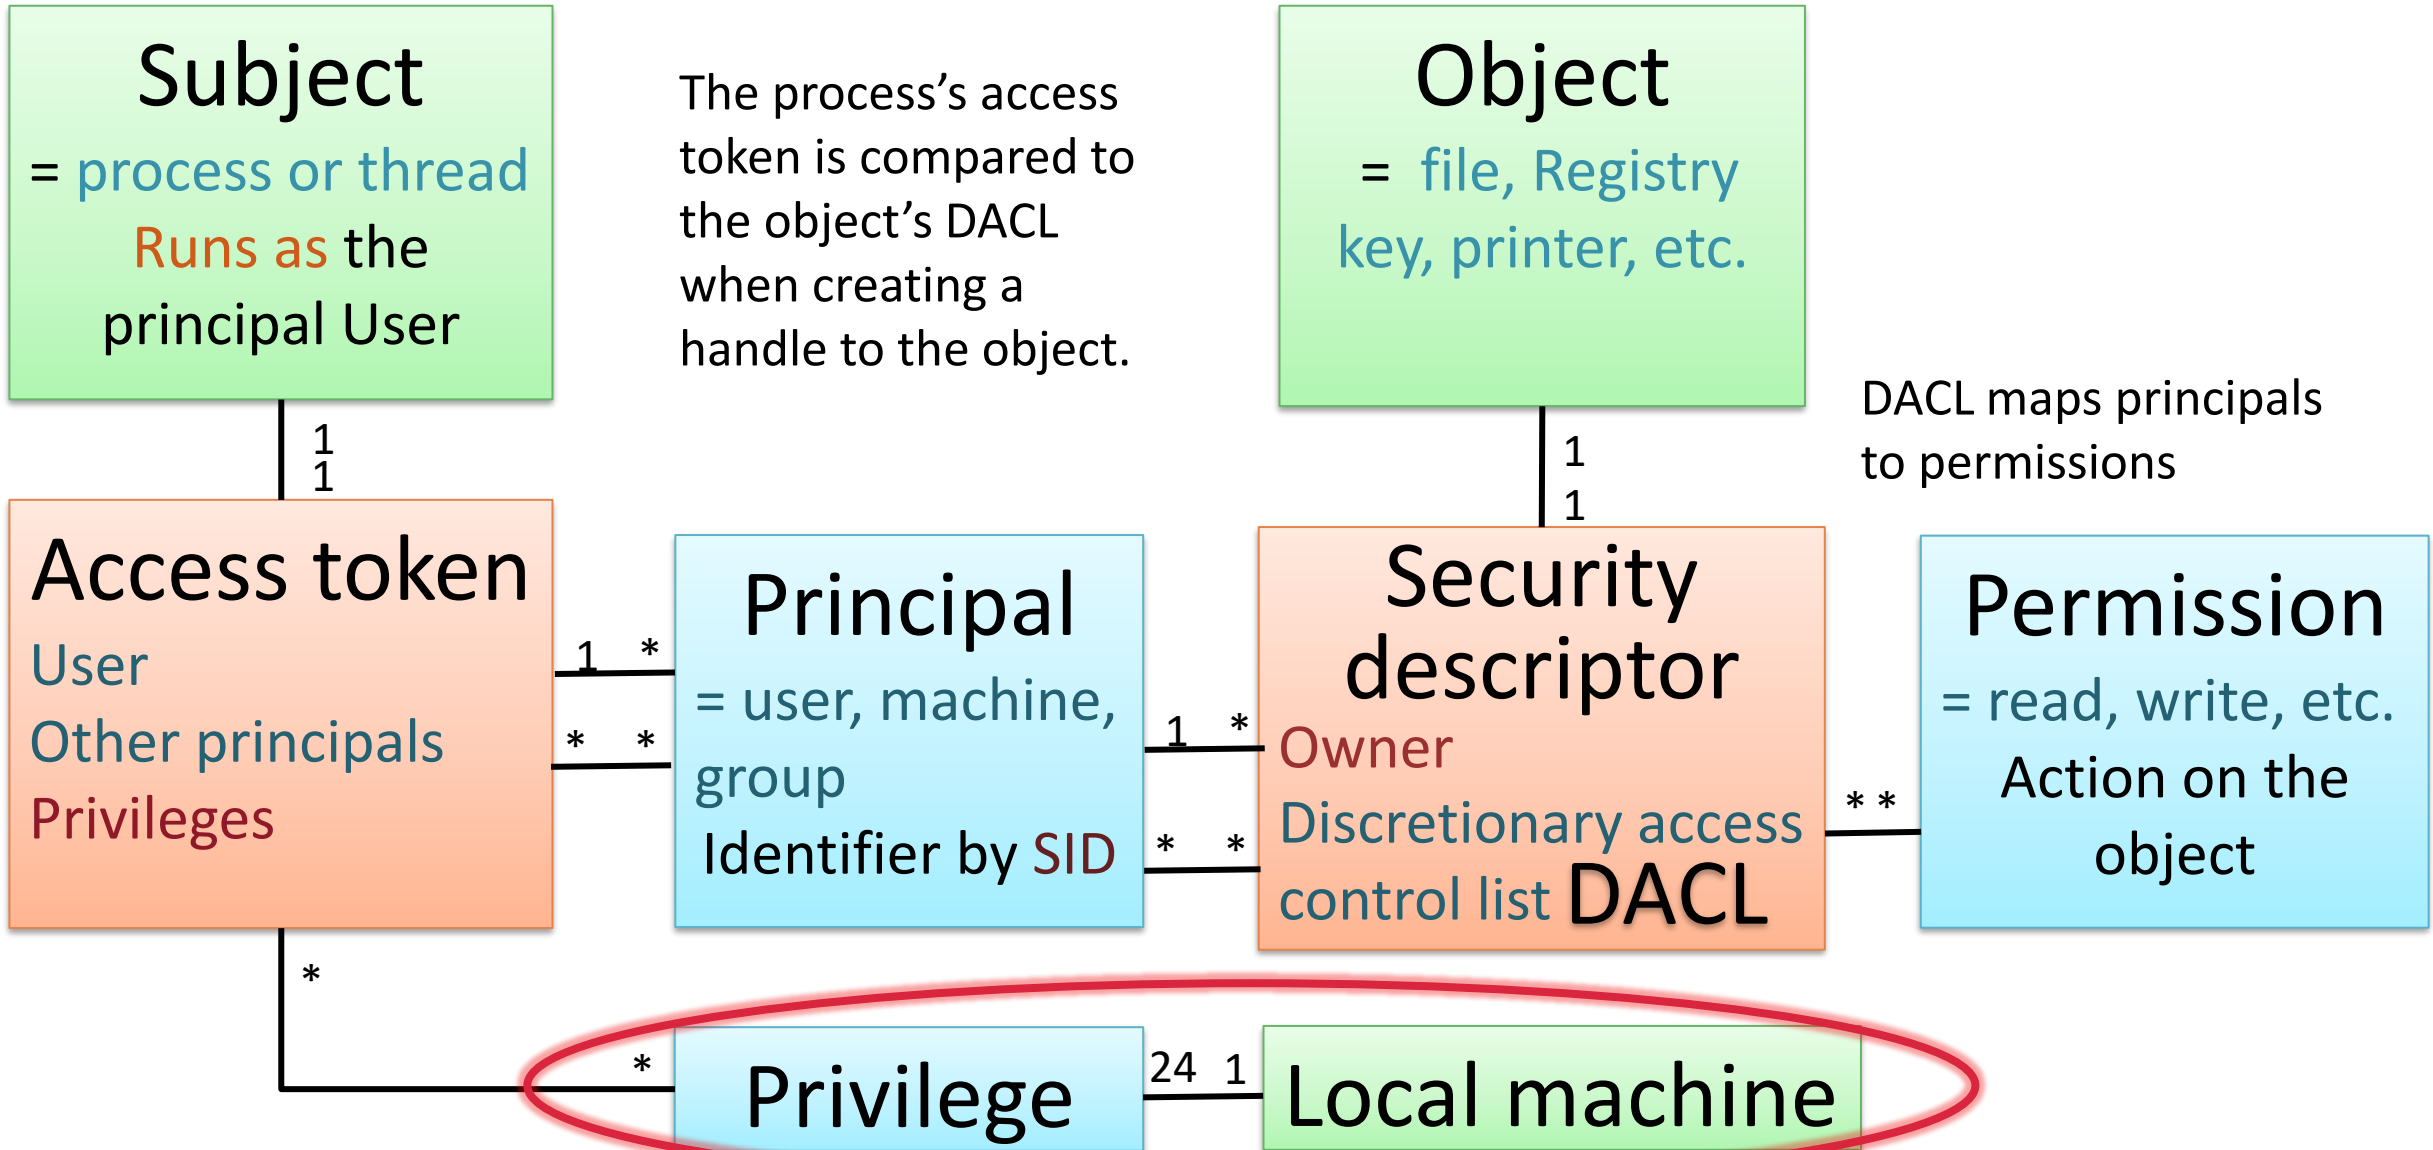 Subject
= process or thread
Runs as the
principal User
The process’s access
token is compared to
the object’s DACL
when creating a
handle to the object.
Object
= file, Registry
key, printer, etc.
DACL maps principals
to permissions
1
1
1
1
Access token
User
Other principals
Privileges
1 *
* *
Principal
= user, machine,
group
Identifier by SID
1 *
* *
Security
descriptor
Owner
Discretionary access
control list DACL
* *
Permission
= read, write, etc.
Action on the
object
*
*
Privilege
24 1
Local machine